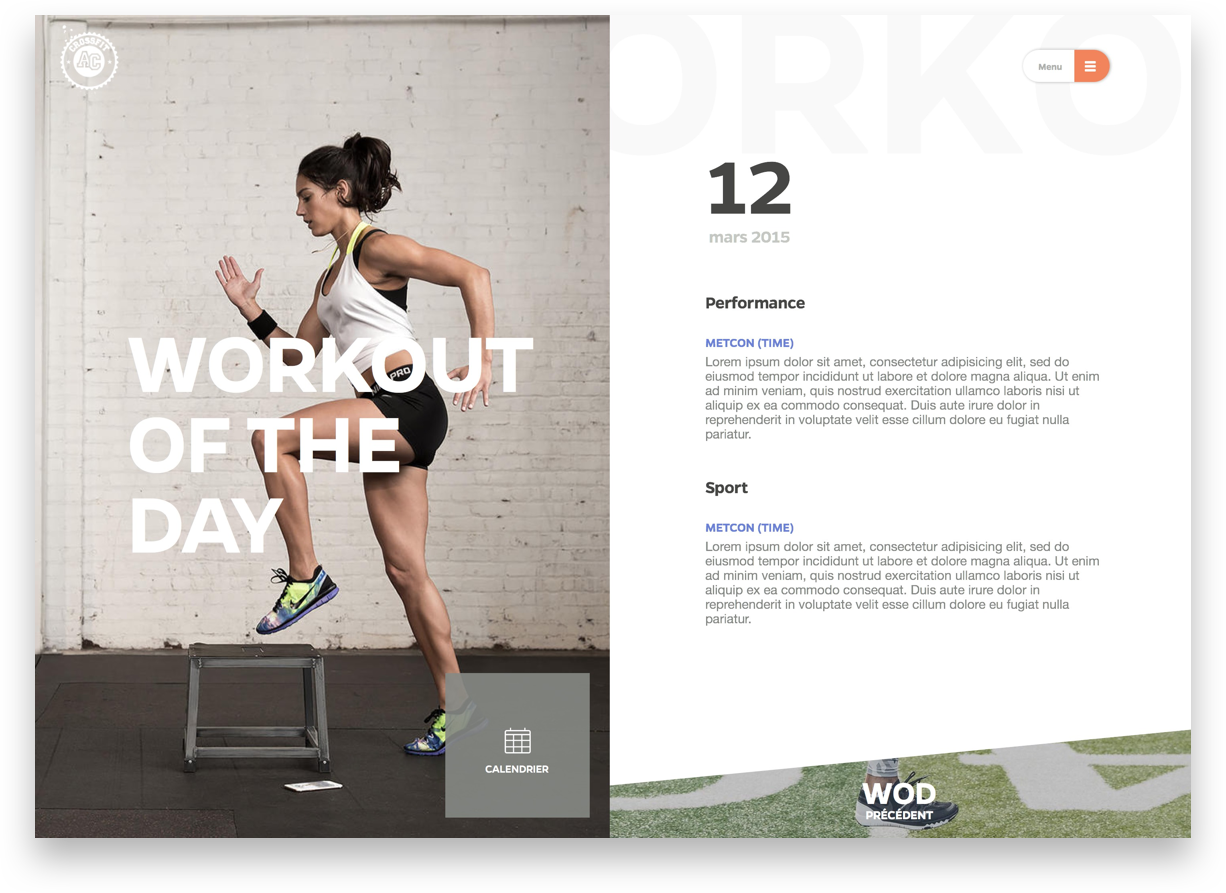 CROSSFIT
AC
WORKOUT
OF THE
DAY
PRO
CALENDRIER
ORKO
Menu
12
mars 2015
Performance
METCON (TIME)
Lorem ipsum dolor sit amet, consectetur adipisicing elit, sed do
eiusmod tempor incididunt ut labore et dolore magna aliqua. Ut enim
ad minim veniam, quis nostrud exercitation ullamco laboris nisi ut
aliquip ex ea commodo consequat. Duis aute irure dolor in
reprehenderit in voluptate velit esse cillum dolore eu fugiat nulla
pariatur.
Sport
METCON (TIME)
Lorem ipsum dolor sit amet, consectetur adipisicing elit, sed do
eiusmod tempor incididunt ut labore et dolore magna aliqua. Ut enim
ad minim veniam, quis nostrud exercitation ullamco laboris nisi ut
aliquip ex ea commodo consequat. Duis aute irure dolor in
reprehenderit in voluptate velit esse cillum dolore eu fugiat nulla
pariatur.
WOD
PRÉCÉDENT